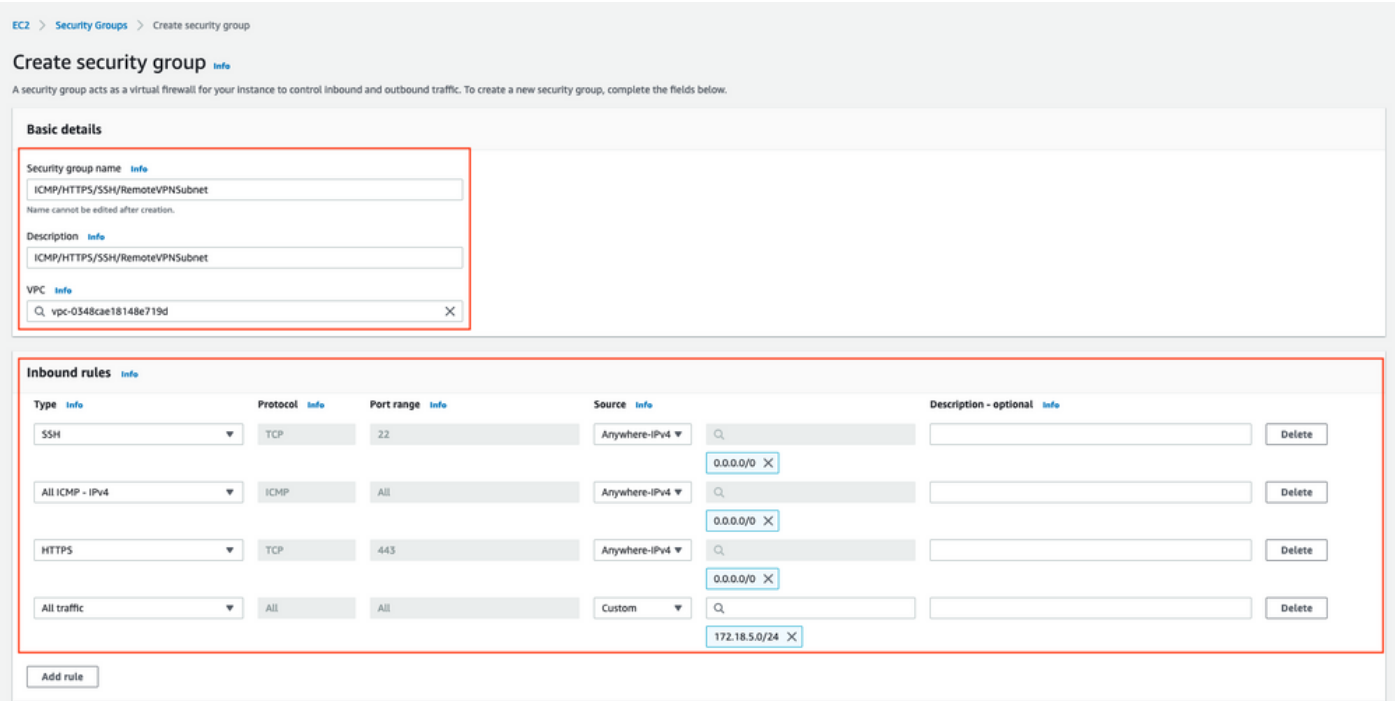 EC2 > Security Groups > Create security group
Create security group Info
A security group acts as a virtual firewall for your instance to control inbound and outbound traffic. To create a new security group, complete the fields below.
Basic details
Security group name Info
ICMP/HTTPS/SSH/RemoteVPNSubnet
Name cannot be edited after creation.
Description Info
ICMP/HTTPS/SSH/RemoteVPNSubnet
VPC Info
vpc-0348cae18148e719d
Inbound rules Info
Type Info Protocol Info Port range Info Source Info Description - optional Info
SSH TCP 22 Anywhere-IPv4 Delete
0.0.0.0/0
All ICMP - IPv4 ICMP All Anywhere-IPv4 Delete
0.0.0.0/0
HTTPS TCP 443 Anywhere-IPv4 Delete
0.0.0.0/0
All traffic All All Custom Delete
172.18.5.0/24
Add rule